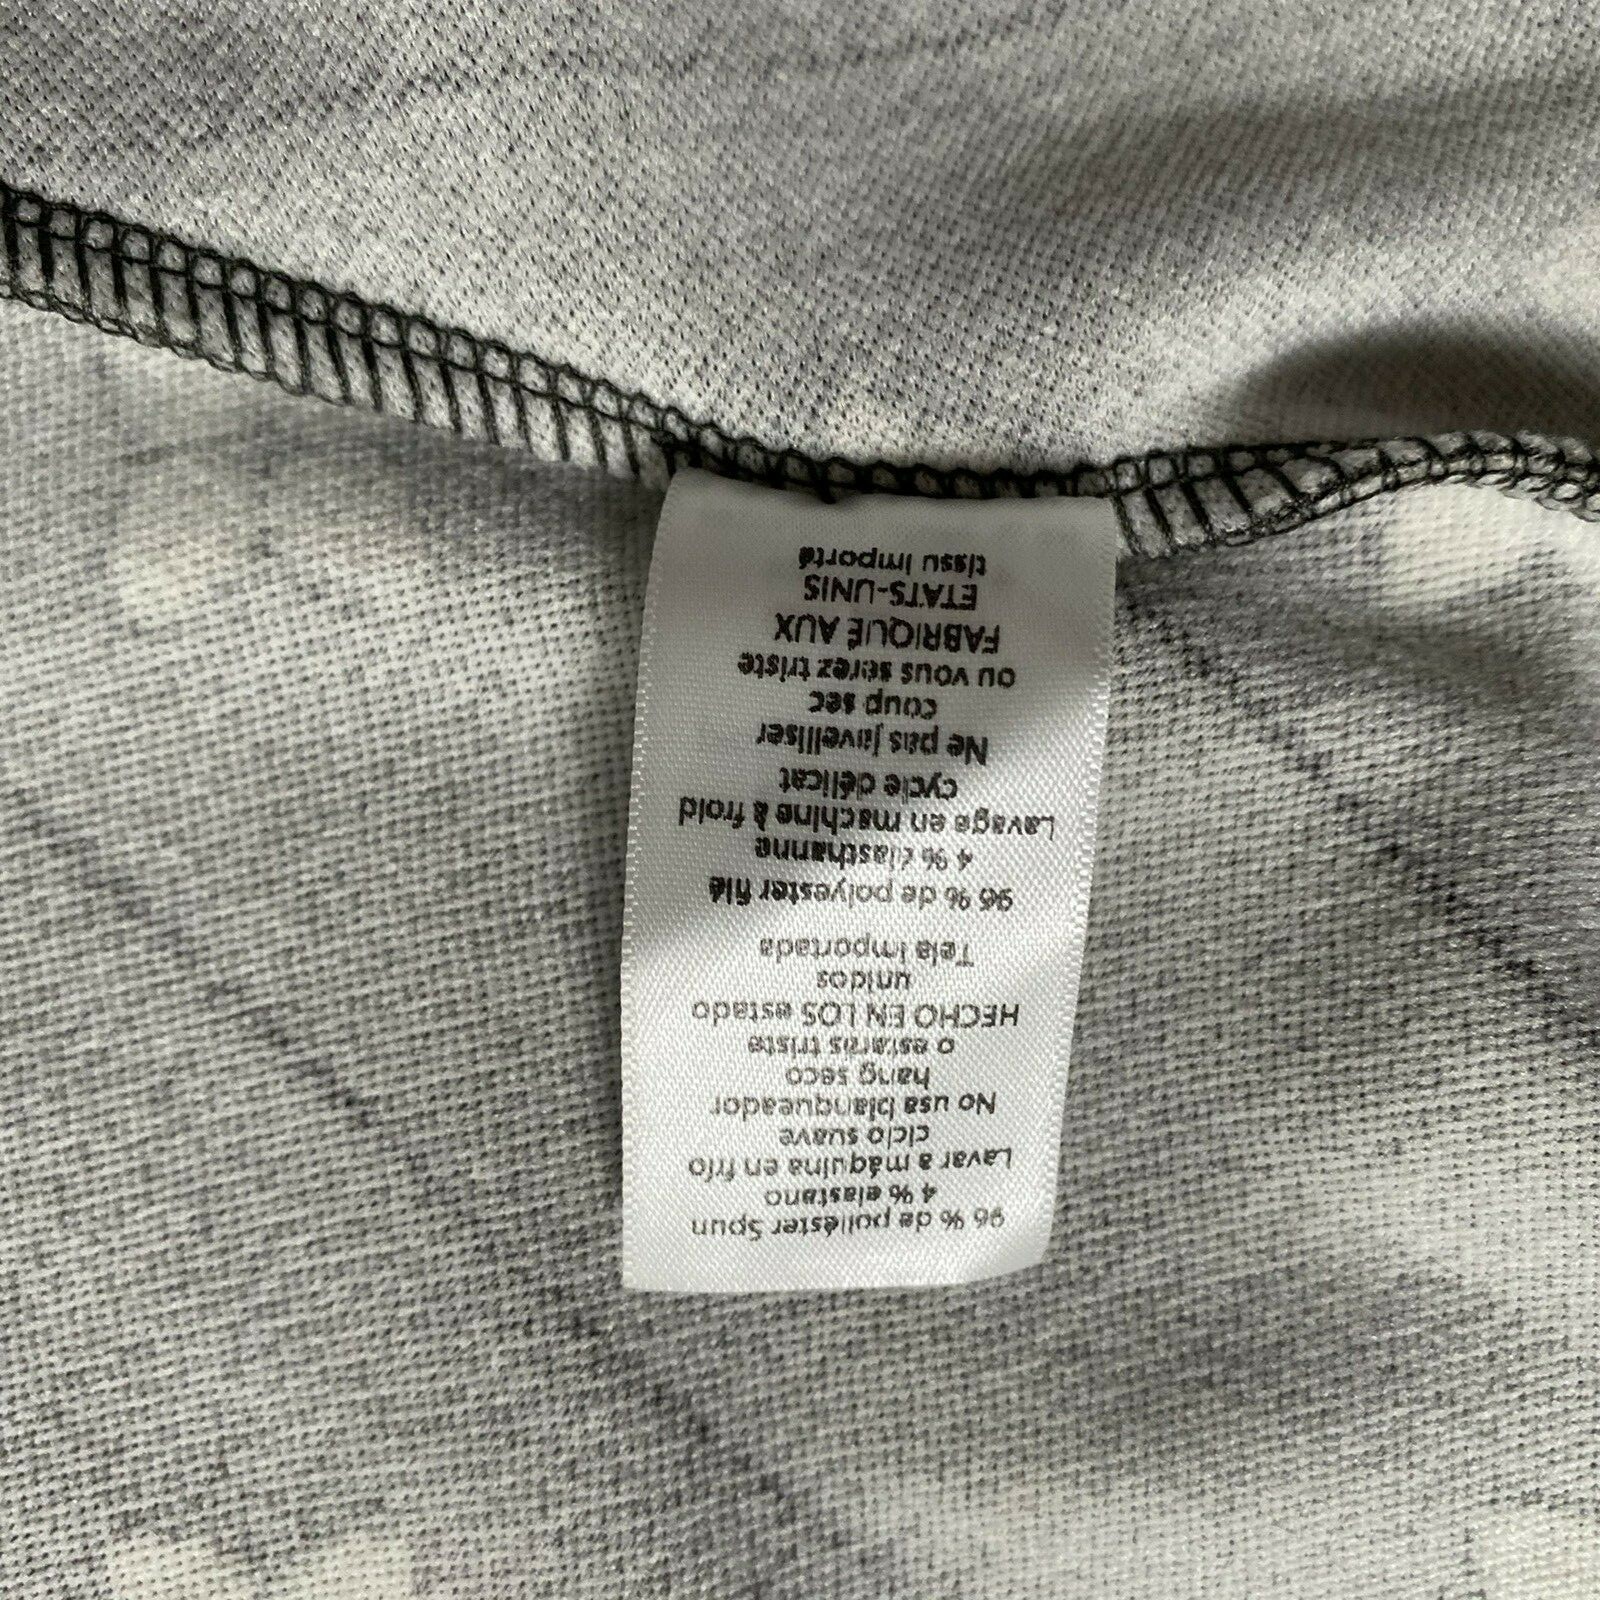 96 % de poliéster Spun
4 % elastano
Lavar a máquina en frío
ciclo suave
No usa blanqueador
hang seco
o estarás triste
HECHO EN LOS estado
unidos
Tela Importada
96 % de polyester filé
4 % élasthanne
Lavage en machine à froid
cycle délicat
Ne pas javelliser
coup sec
ou vous serez triste
FABRIQUÉ AUX
ETATS-UNIS
tissu importé